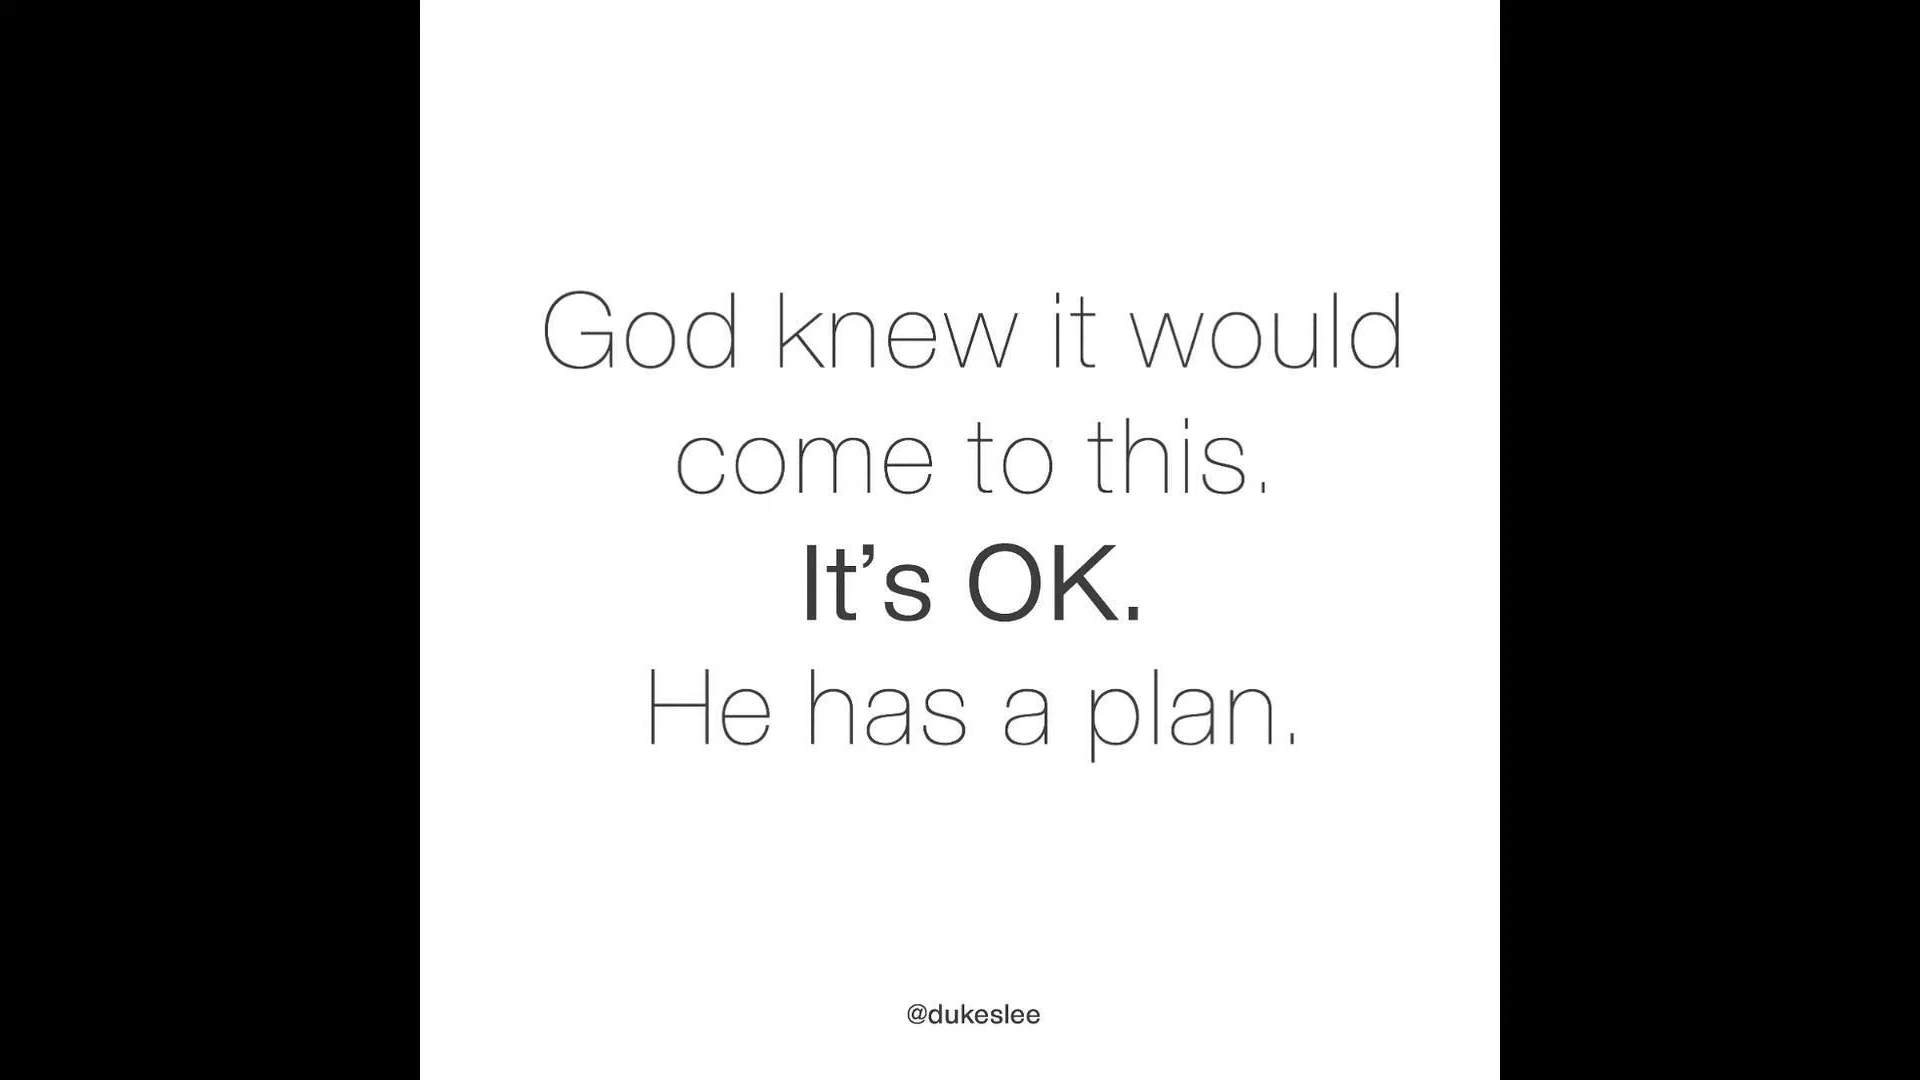 God knew it would
come to this.
It’s OK.
He has a plan.
@dukeslee